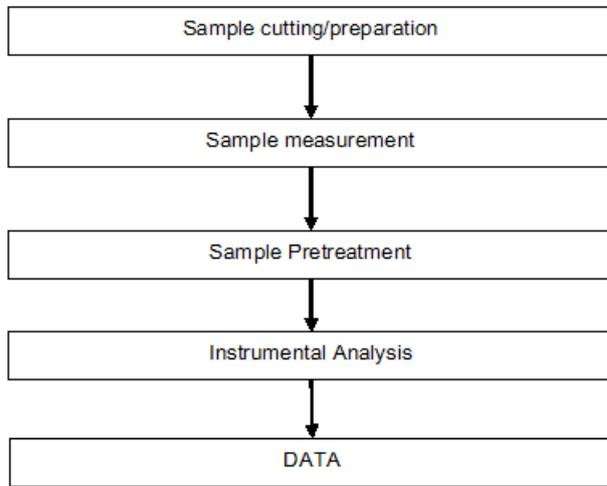 Sample cutting/preparation
Sample measurement
Sample Pretreatment
Instrumental Analysis
DATA